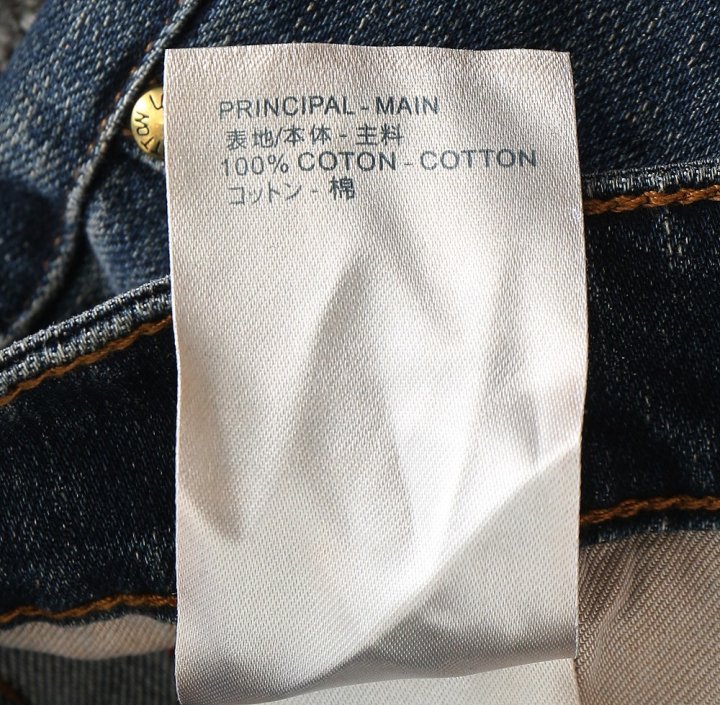 PRINCIPAL - MAIN
表地/本体 - 主料
100% COTON - COTTON
コットン - 棉